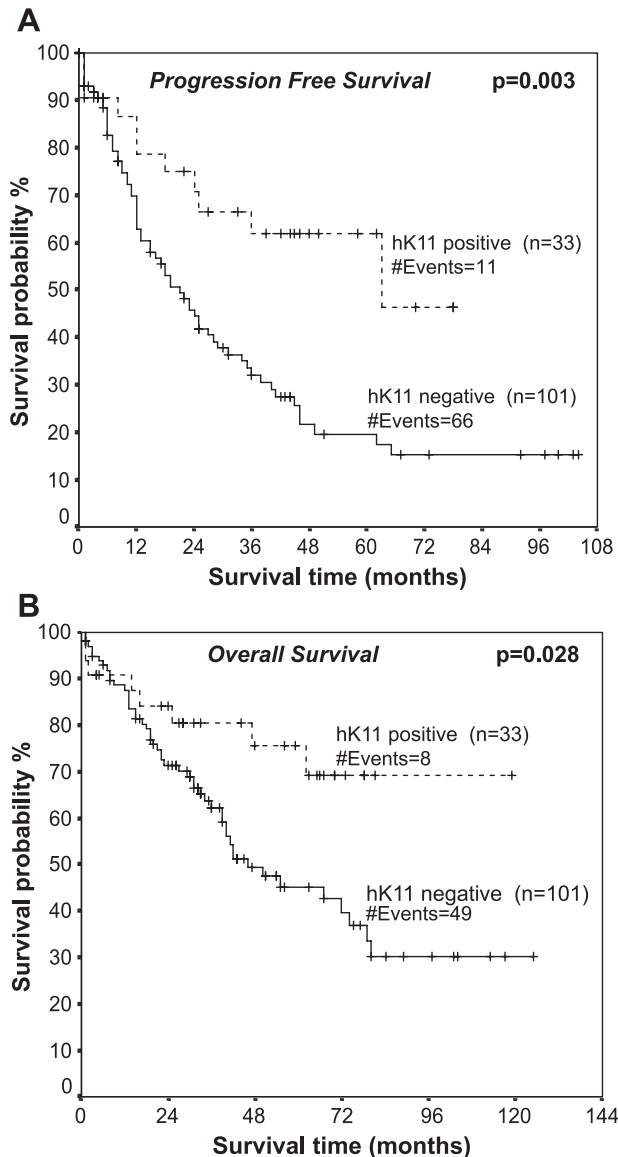 A
Progression Free Survival p=0.003
100
90
80
70
60
50
40
30
20
10
0
Survival probability %
hK11 positive (n=33)
#Events=11
hK11 negative (n=101)
#Events=66
0 12 24 36 48 60 72 84 96 108
Survival time (months)
B
Overall Survival p=0.028
100
90
80
70
60
50
40
30
20
10
0
Survival probability %
hK11 positive (n=33)
#Events=8
hK11 negative (n=101)
#Events=49
0 24 48 72 96 120 144
Survival time (months)